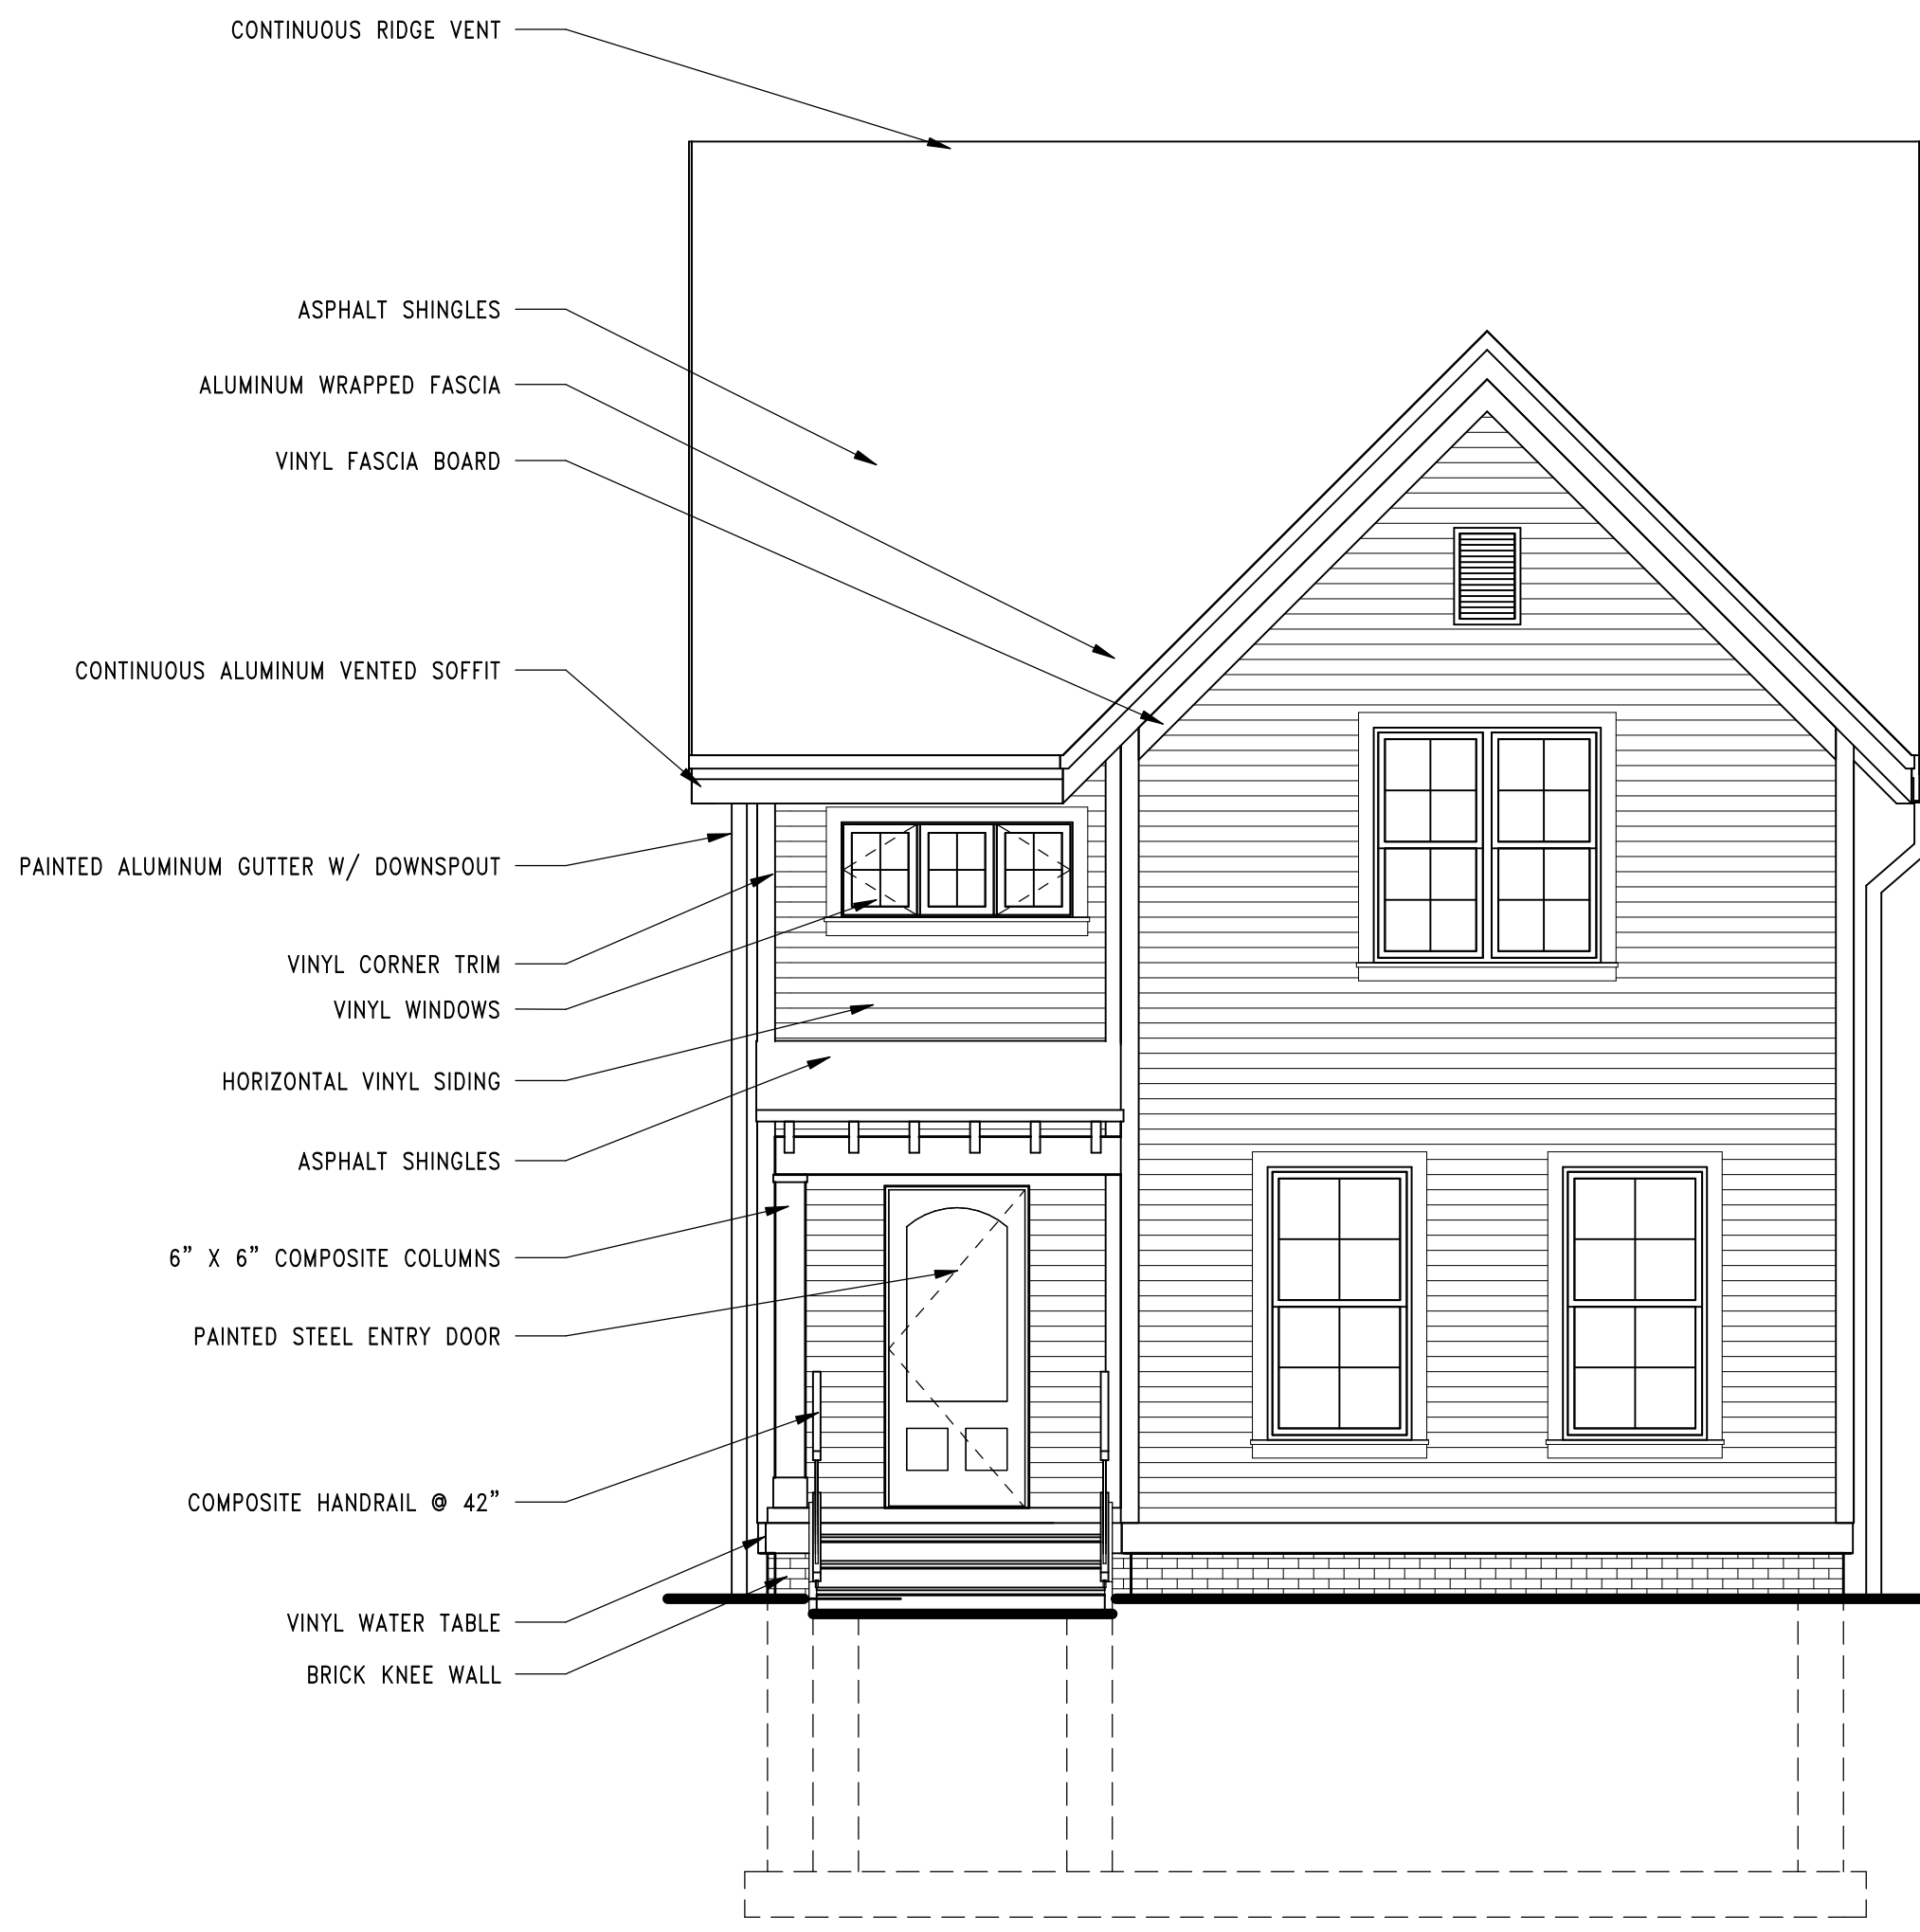 CONTINUOUS RIDGE VENT
ASPHALT SHINGLES
ALUMINUM WRAPPED FASCIA
VINYL FASCIA BOARD
CONTINUOUS ALUMINUM VENTED SOFFIT
PAINTED ALUMINUM GUTTER W/ DOWNSPOUT
VINYL CORNER TRIM
VINYL WINDOWS
HORIZONTAL VINYL SIDING
ASPHALT SHINGLES
6” X 6” COMPOSITE COLUMNS
PAINTED STEEL ENTRY DOOR
COMPOSITE HANDRAIL @ 42”
VINYL WATER TABLE
BRICK KNEE WALL